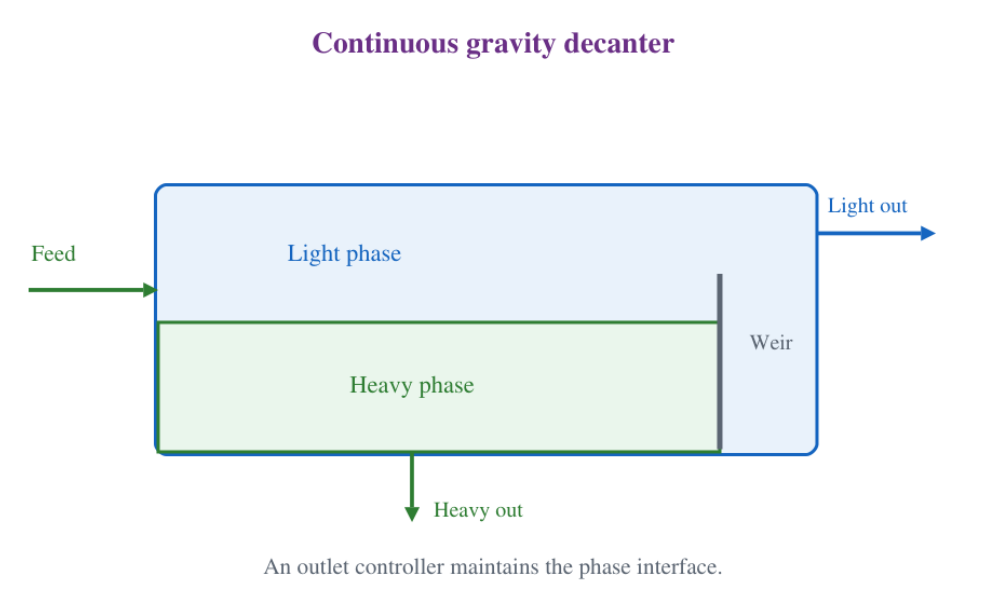 Continuous gravity decanter
Light out
Feed
Light phase
Weir
Heavy phase
Heavy out
An outlet controller maintains the phase interface.